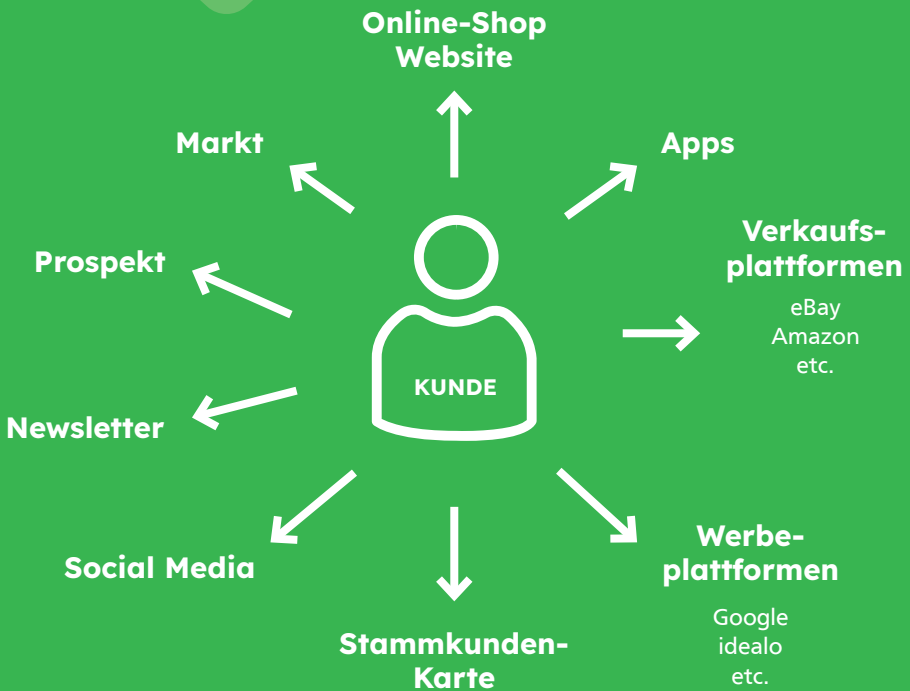 Online-Shop
Website
Markt
Apps
Prospekt
Verkaufs-
plattformen
eBay
Amazon
etc.
KUNDE
Newsletter
Social Media
Werbe-
plattformen
Google
idealo
etc.
Stammkunden-
Karte